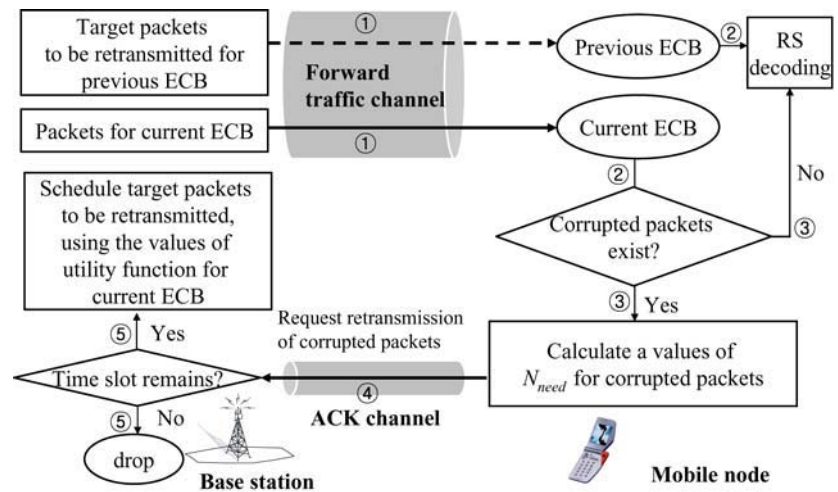 Target packets
to be retransmitted for
previous ECB
①
Forward
traffic channel
Previous ECB
②
RS
decoding
Packets for current ECB
①
Current ECB
②
No
Schedule target packets
to be retransmitted,
using the values of
utility function for
current ECB
Corrupted packets
exist?
③
③ Yes
⑤ Yes
Request retransmission
of corrupted packets
Calculate a values of
N_need for corrupted packets
Time slot remains?
④
ACK channel
⑤ No
drop
Base station
Mobile node